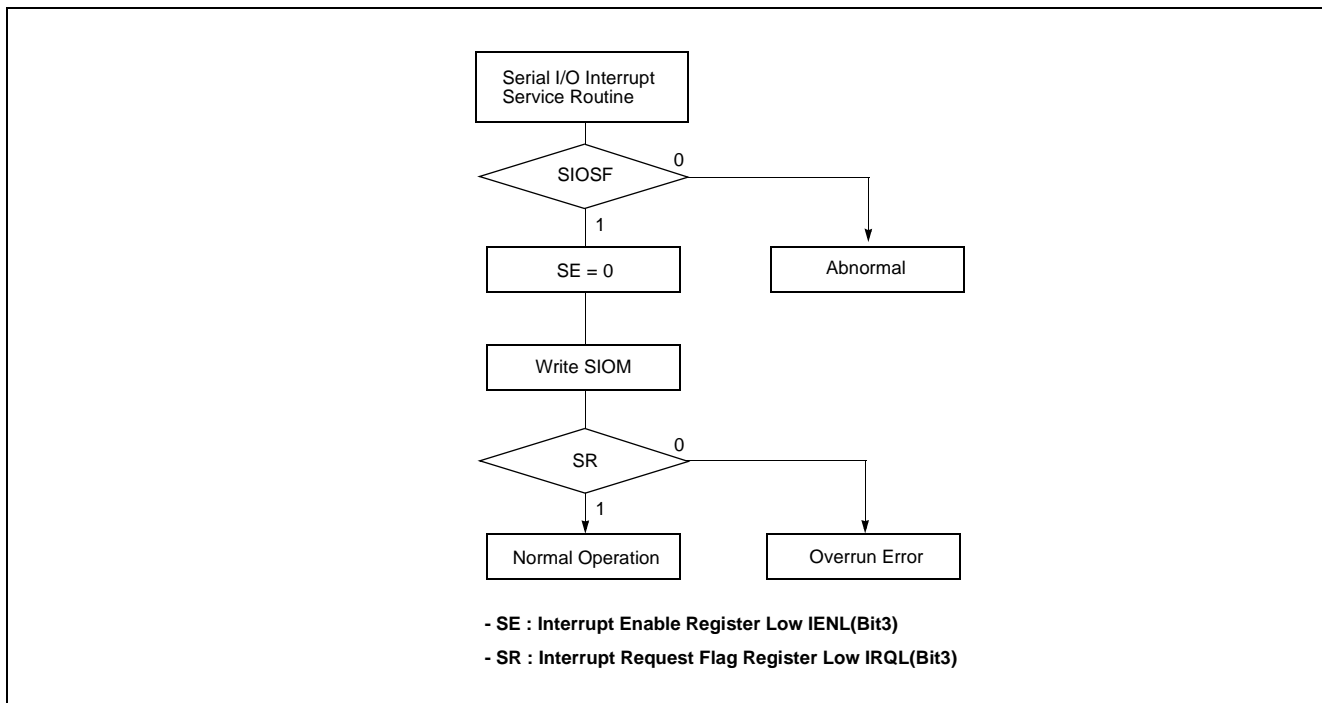 Serial I/O Interrupt
Service Routine
0
SIOSF
1
SE = 0
Abnormal
Write SIOM
0
SR
1
Normal Operation
Overrun Error
- SE : Interrupt Enable Register Low IENL(Bit3)
- SR : Interrupt Request Flag Register Low IRQL(Bit3)